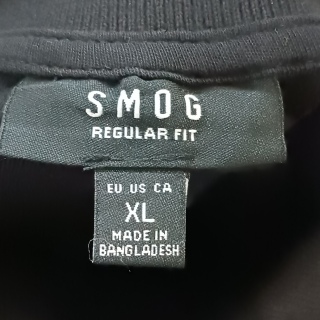 SMOG
REGULAR FIT
EU US CA
XL
MADE IN
BANGLADESH